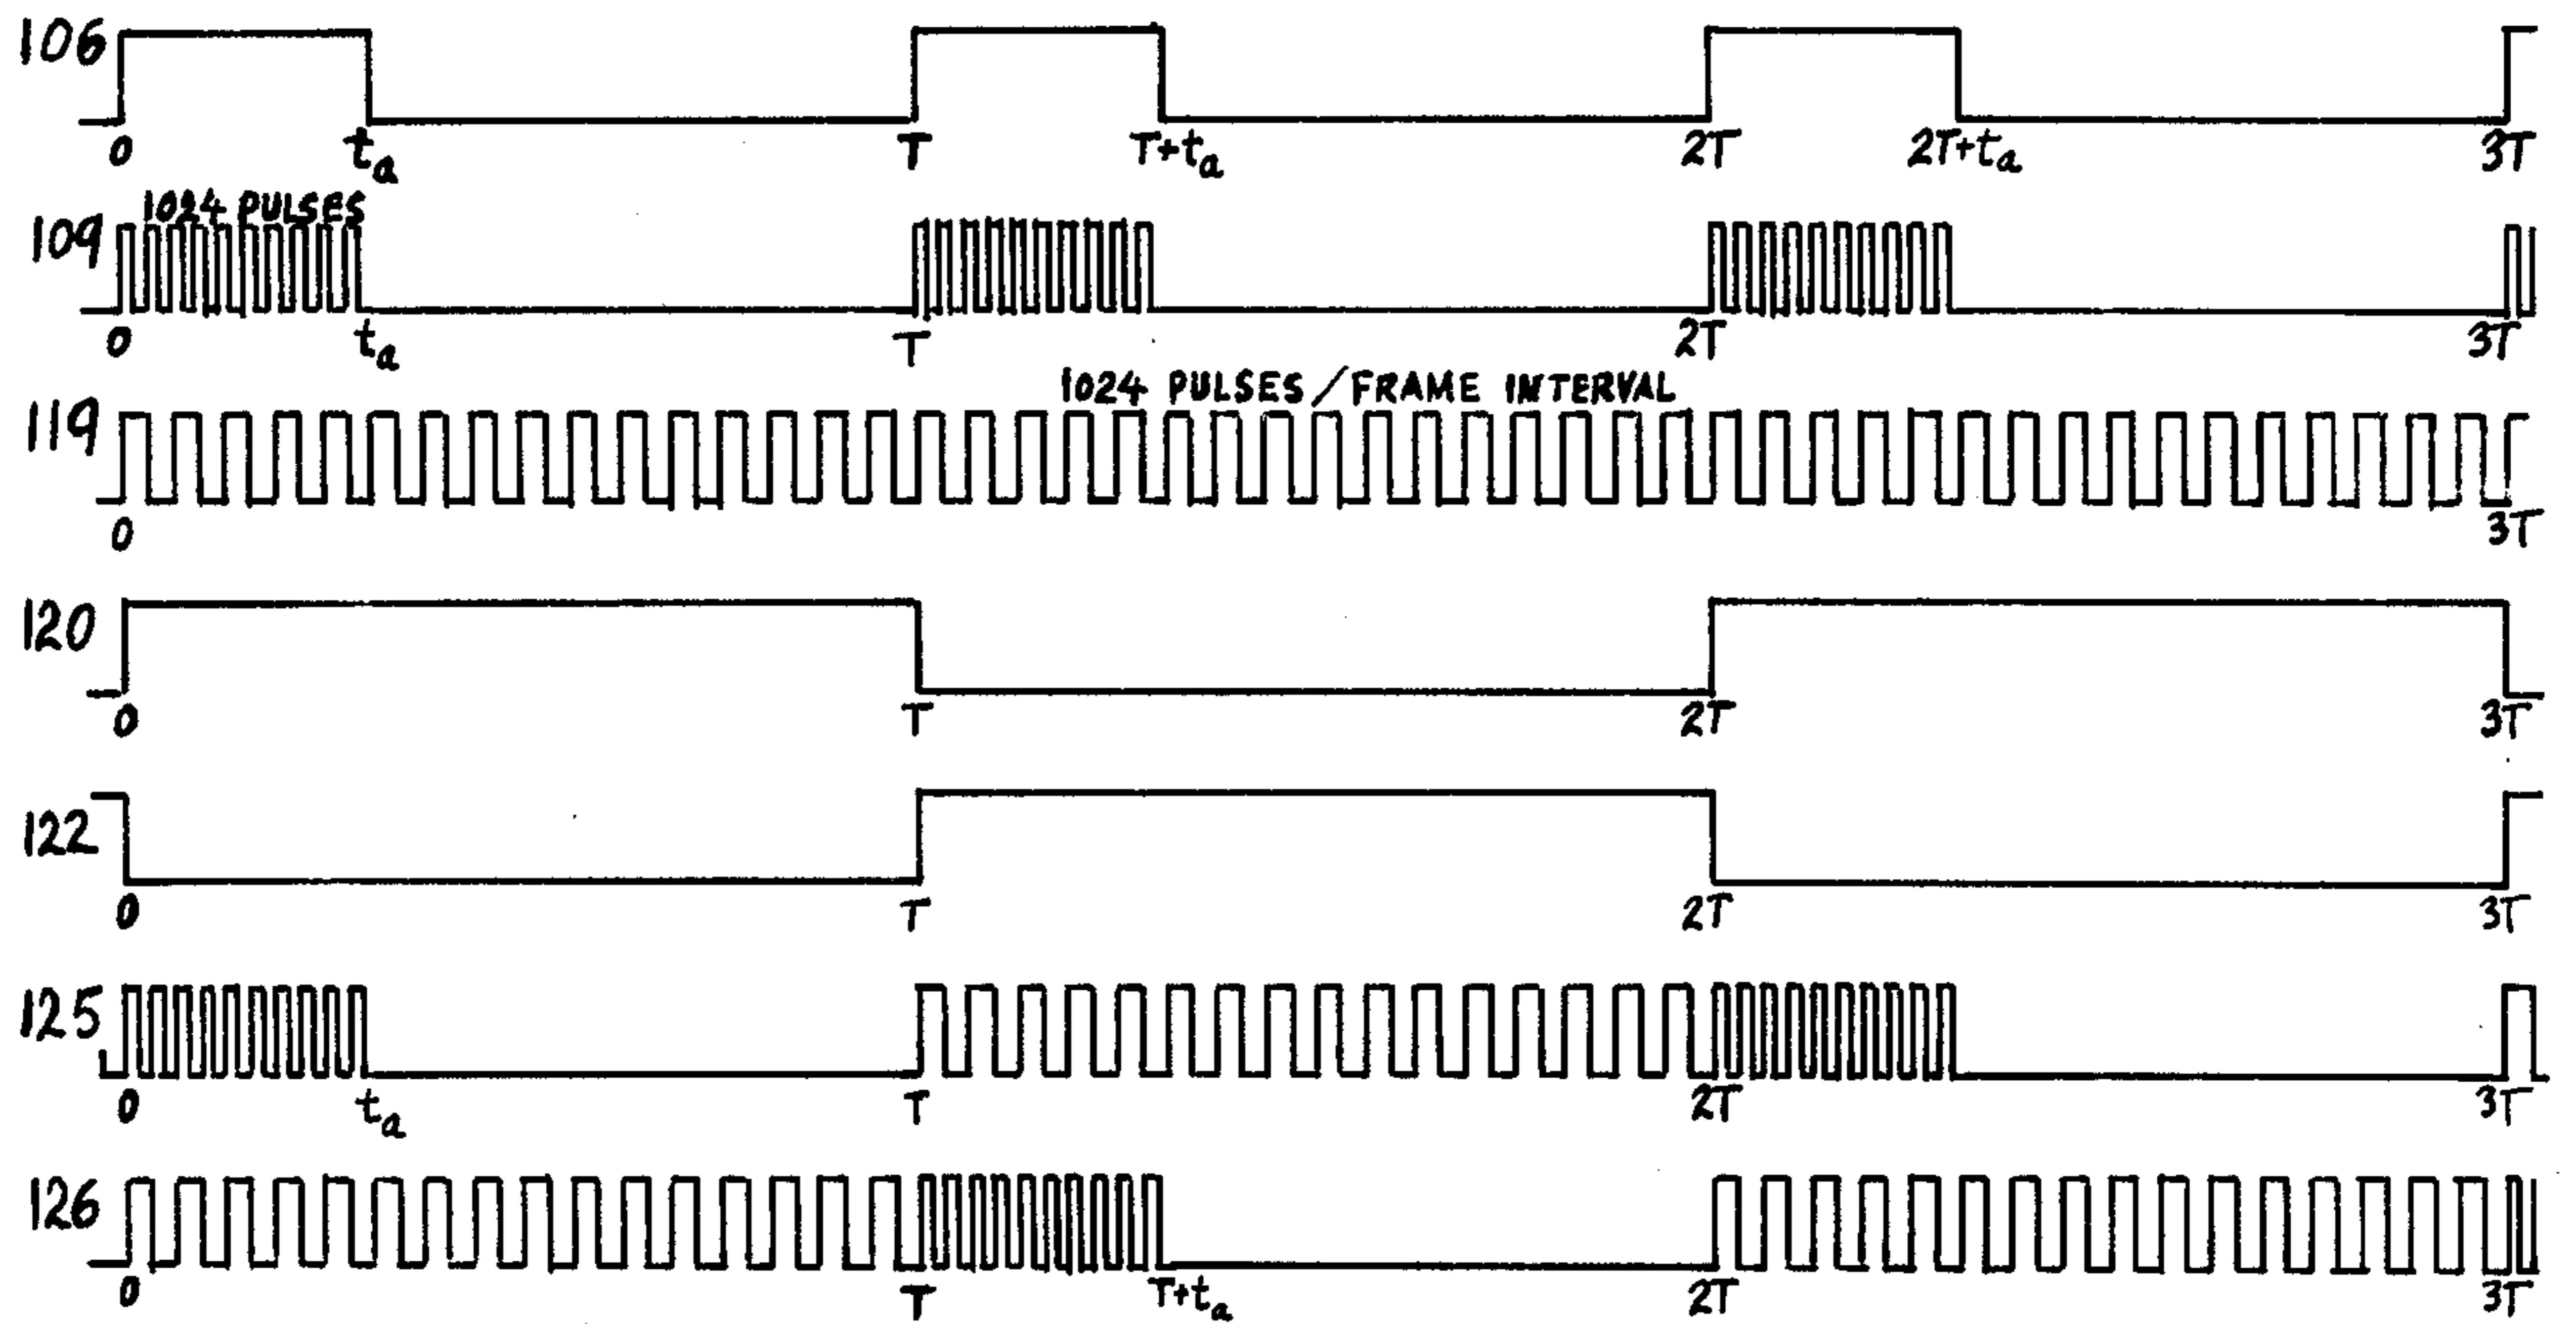 106
0 ta T T+ta 2T 2T+ta 3T
1024 PULSES
109
0 ta T 2T 3T
1024 PULSES/FRAME INTERVAL
119
0 3T
120
0 T 2T 3T
122
0 T 2T 3T
125
0 ta T 2T 3T
126
0 T T+ta 2T 3T